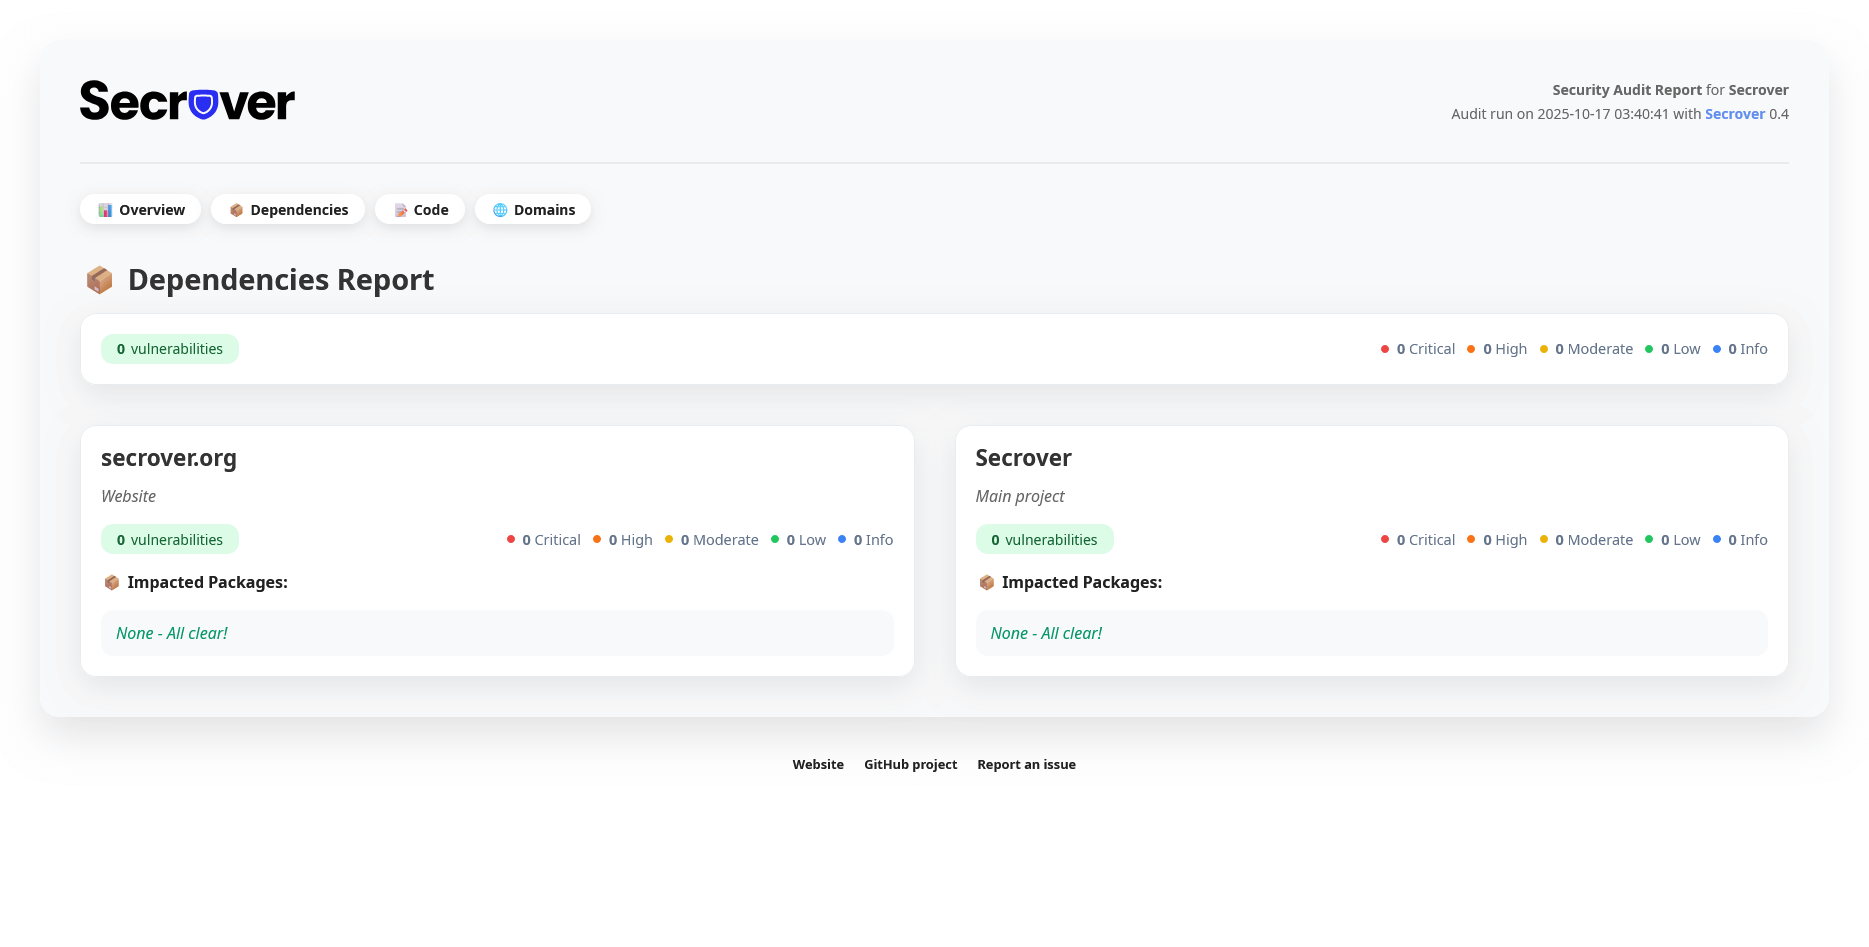 Secrover
Security Audit Report for Secrover
Audit run on 2025-10-17 03:40:41 with Secrover 0.4
Overview
Dependencies
Code
Domains
Dependencies Report
0 vulnerabilities
0 Critical 0 High 0 Moderate 0 Low 0 Info
secrover.org
Website
0 vulnerabilities
0 Critical 0 High 0 Moderate 0 Low 0 Info
Impacted Packages:
None - All clear!
Secrover
Main project
0 vulnerabilities
0 Critical 0 High 0 Moderate 0 Low 0 Info
Impacted Packages:
None - All clear!
Website GitHub project Report an issue